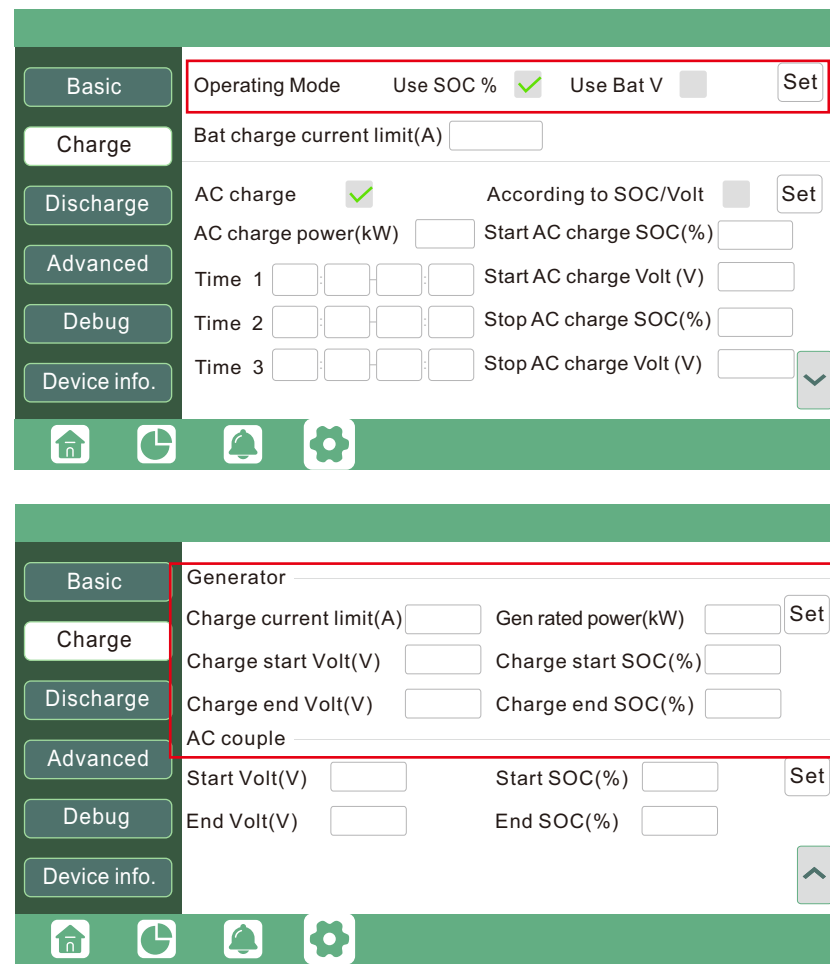 Basic
Operating Mode Use SOC % Use Bat V Set
Charge
Bat charge current limit(A)
Discharge
AC charge According to SOC/Volt Set
AC charge power(kW) Start AC charge SOC(%)
Advanced
Time 1 : - : Start AC charge Volt (V)
Debug
Time 2 : - : Stop AC charge SOC(%)
Device info.
Time 3 : - : Stop AC charge Volt (V)
Basic
Generator
Charge
Charge current limit(A) Gen rated power(kW) Set
Charge start Volt(V) Charge start SOC(%)
Discharge
Charge end Volt(V) Charge end SOC(%)
Advanced
AC couple
Start Volt(V) Start SOC(%) Set
Debug
End Volt(V) End SOC(%)
Device info.